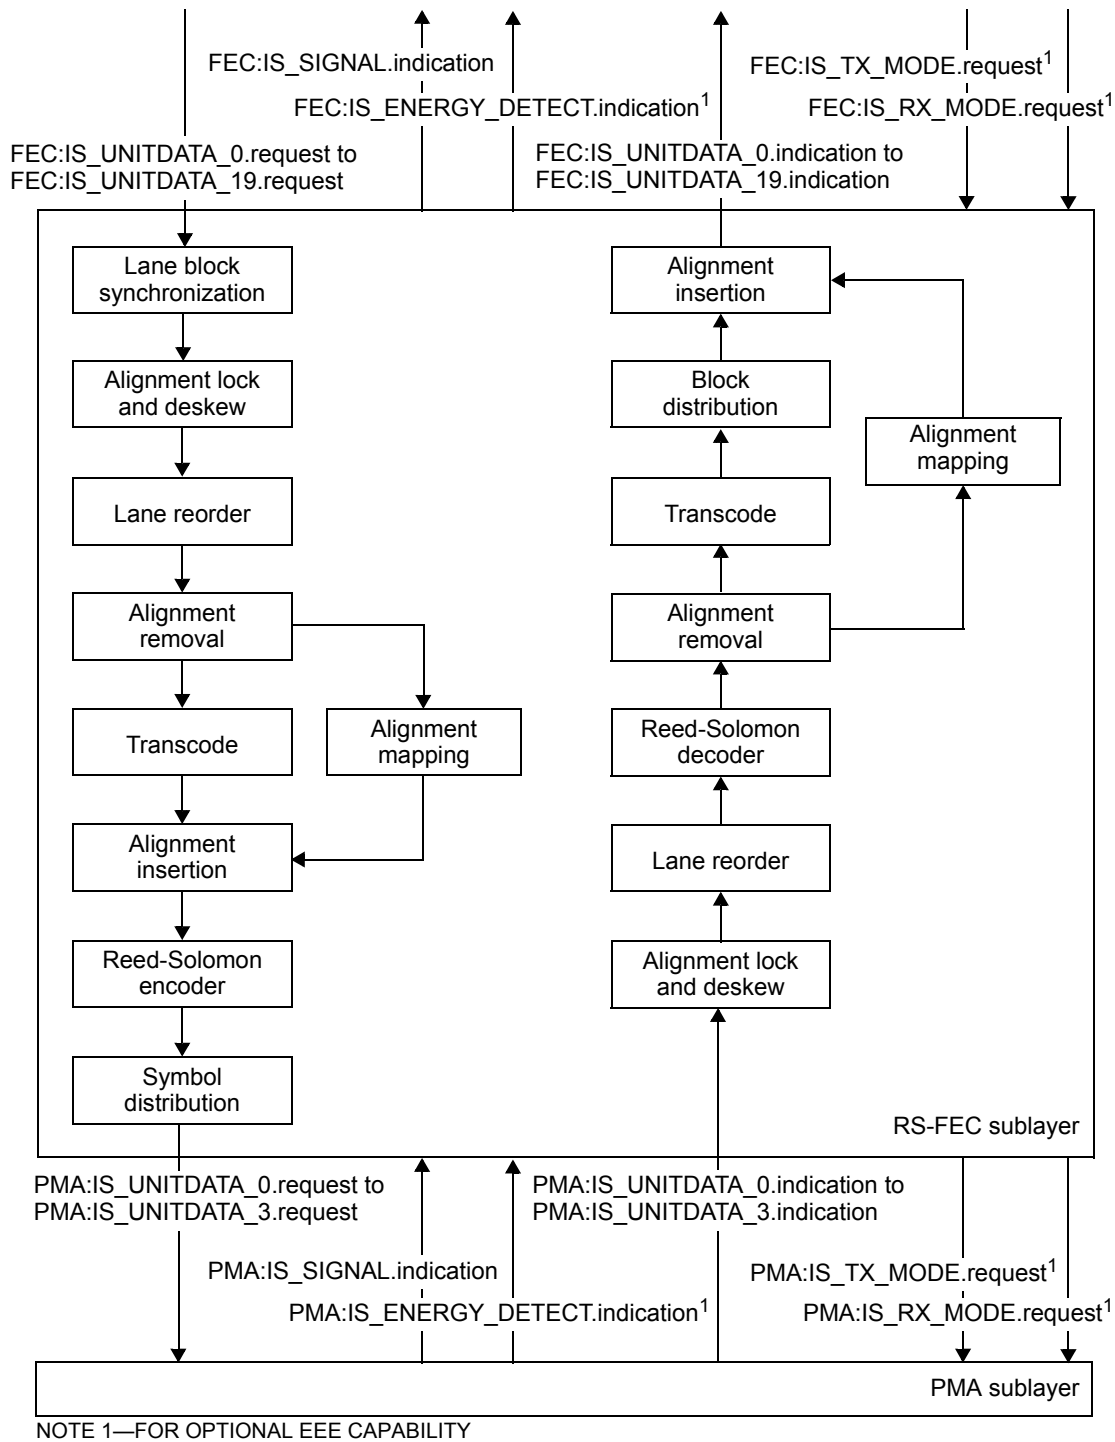 FEC:IS_SIGNAL.indication
FEC:IS_TX_MODE.request1
FEC:IS_ENERGY_DETECT.indication1
FEC:IS_RX_MODE.request1
FEC:IS_UNITDATA_0.request to
FEC:IS_UNITDATA_19.request
FEC:IS_UNITDATA_0.indication to
FEC:IS_UNITDATA_19.indication
Lane block
synchronization
Alignment lock
and deskew
Lane reorder
Alignment
removal
Transcode
Alignment
mapping
Alignment
insertion
Reed-Solomon
encoder
Symbol
distribution
Alignment
insertion
Block
distribution
Alignment
mapping
Transcode
Alignment
removal
Reed-Solomon
decoder
Lane reorder
Alignment lock
and deskew
RS-FEC sublayer
PMA:IS_UNITDATA_0.request to
PMA:IS_UNITDATA_3.request
PMA:IS_UNITDATA_0.indication to
PMA:IS_UNITDATA_3.indication
PMA:IS_SIGNAL.indication
PMA:IS_TX_MODE.request1
PMA:IS_ENERGY_DETECT.indication1
PMA:IS_RX_MODE.request1
PMA sublayer
NOTE 1—FOR OPTIONAL EEE CAPABILITY